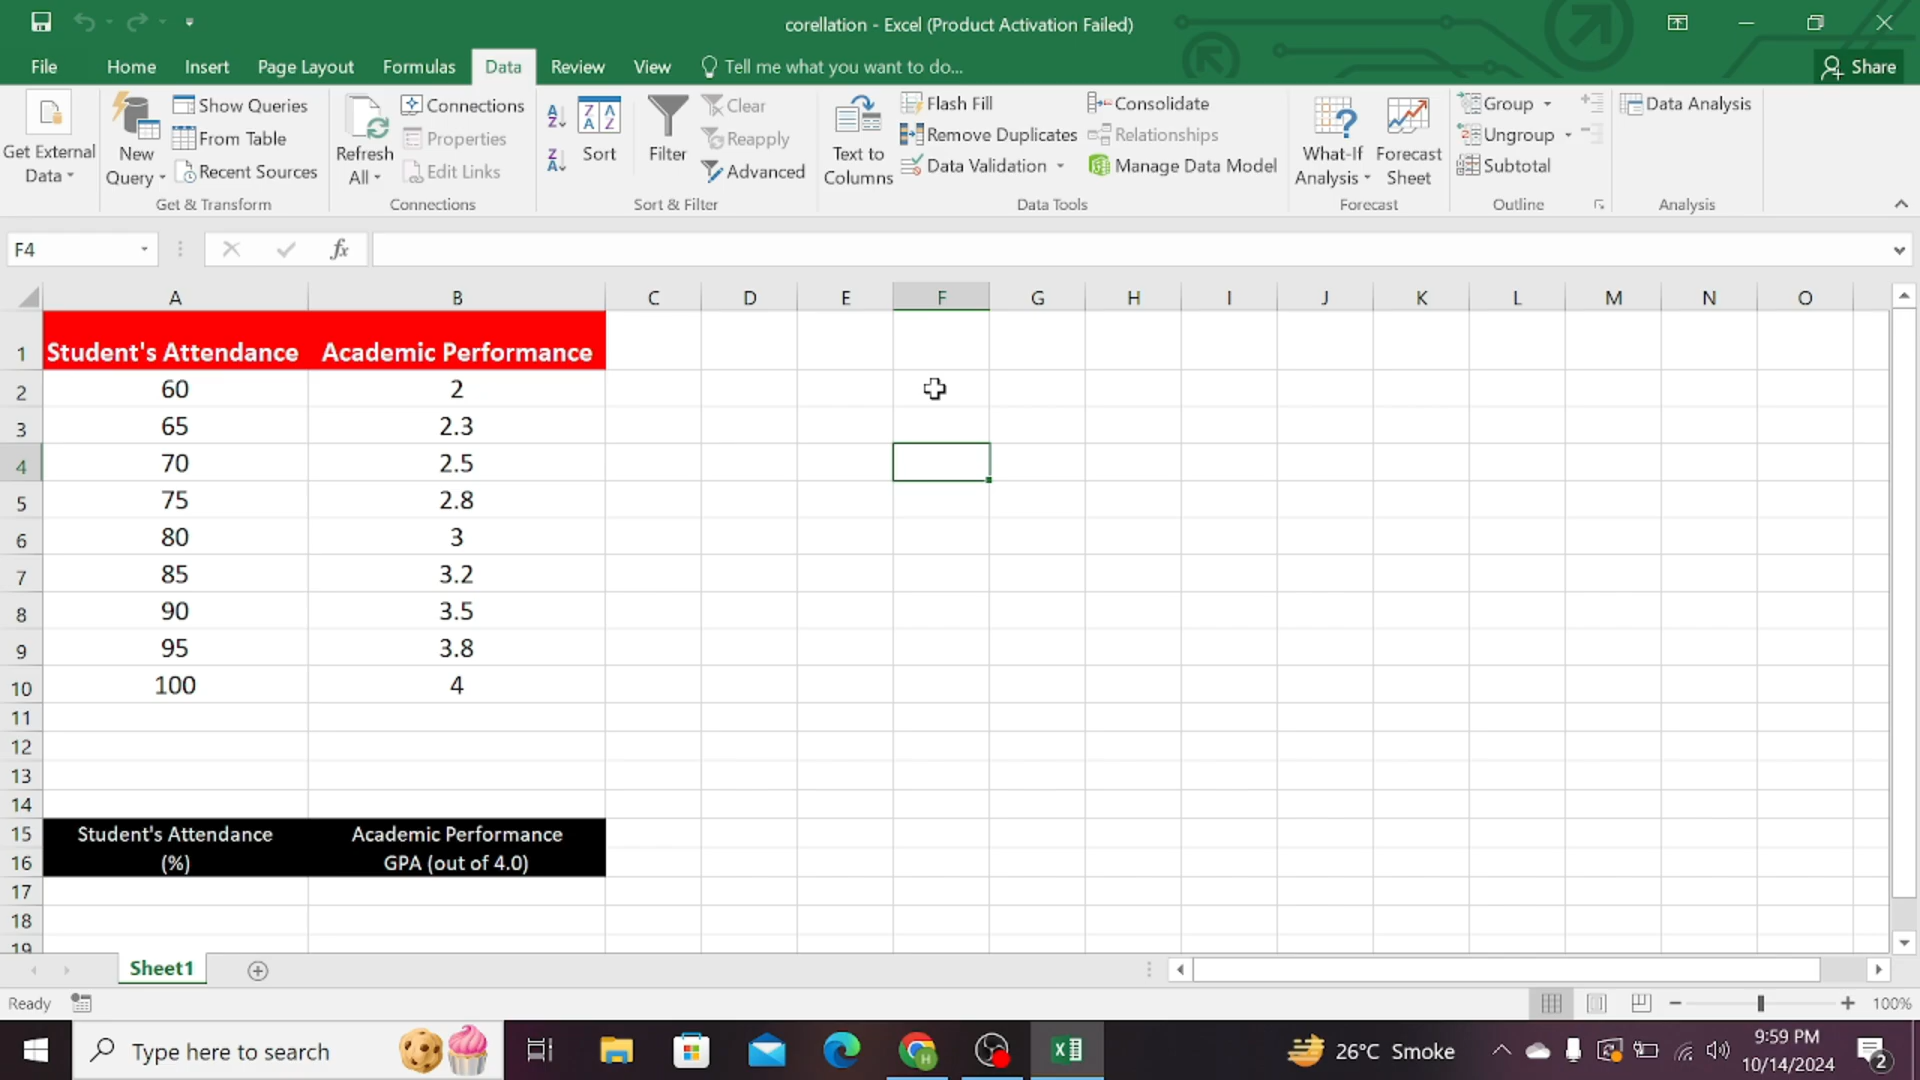 corellation - Excel (Product Activation Failed)
File Home Insert Page Layout Formulas Data Review View Tell me what you want to do... Share
Get External Data
New Query
Show Queries
From Table
Recent Sources
Get & Transform
Refresh All
Connections
Properties
Edit Links
Connections
Sort
Filter
Clear
Reapply
Advanced
Sort & Filter
Text to Columns
Flash Fill
Remove Duplicates
Data Validation
Consolidate
Relationships
Manage Data Model
Data Tools
What-If Analysis
Forecast Sheet
Forecast
Group
Ungroup
Subtotal
Outline
Data Analysis
Analysis
F4 fx
A B C D E F G H I J K L M N O
1 Student's Attendance Academic Performance
2 60 2
3 65 2.3
4 70 2.5
5 75 2.8
6 80 3
7 85 3.2
8 90 3.5
9 95 3.8
10 100 4
11
12
13
14
15 Student's Attendance Academic Performance
16 (%) GPA (out of 4.0)
17
18
19
Sheet1
Ready 100%
Type here to search 26°C Smoke 9:59 PM
10/14/2024 2